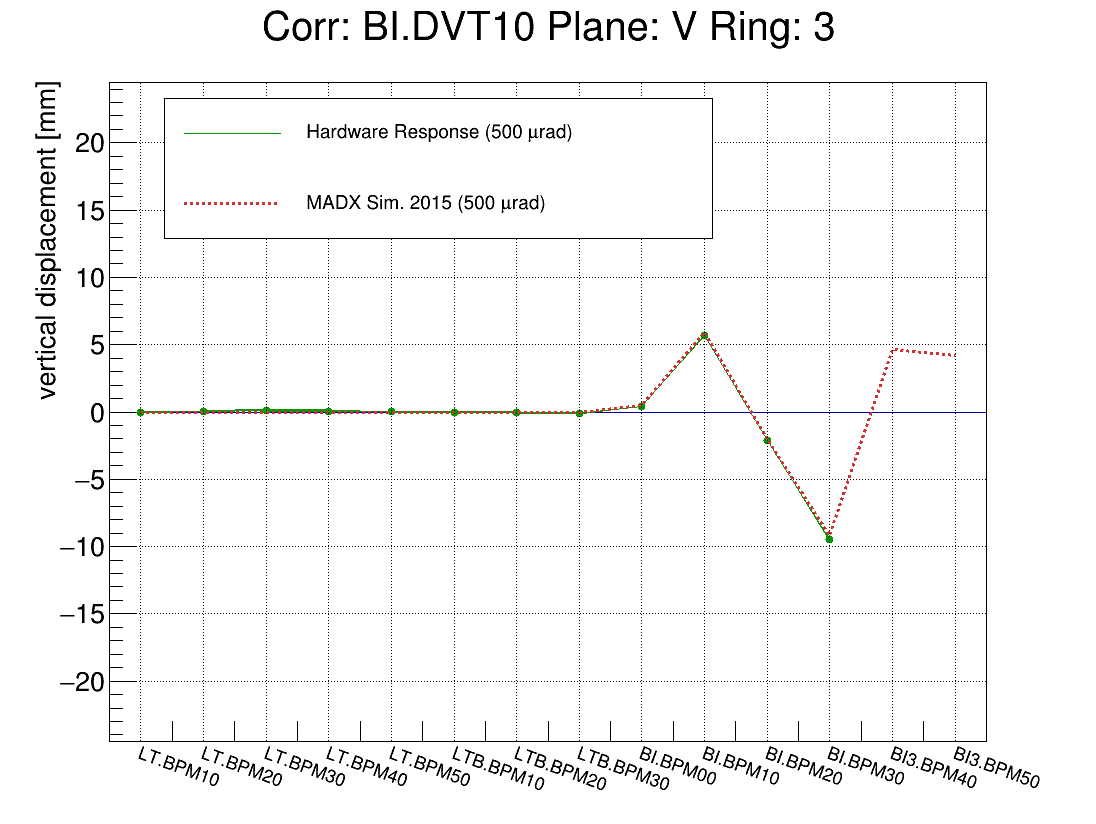 Corr: BI.DVT10 Plane: V Ring: 3
vertical displacement [mm]
Hardware Response (500 μrad)
MADX Sim. 2015 (500 μrad)
20
15
10
5
0
−5
−10
−15
−20
LT.BPM10
LT.BPM20
LT.BPM30
LT.BPM40
LT.BPM50
LTB.BPM10
LTB.BPM20
LTB.BPM30
BI.BPM00
BI.BPM10
BI.BPM20
BI.BPM30
BI3.BPM40
BI3.BPM50